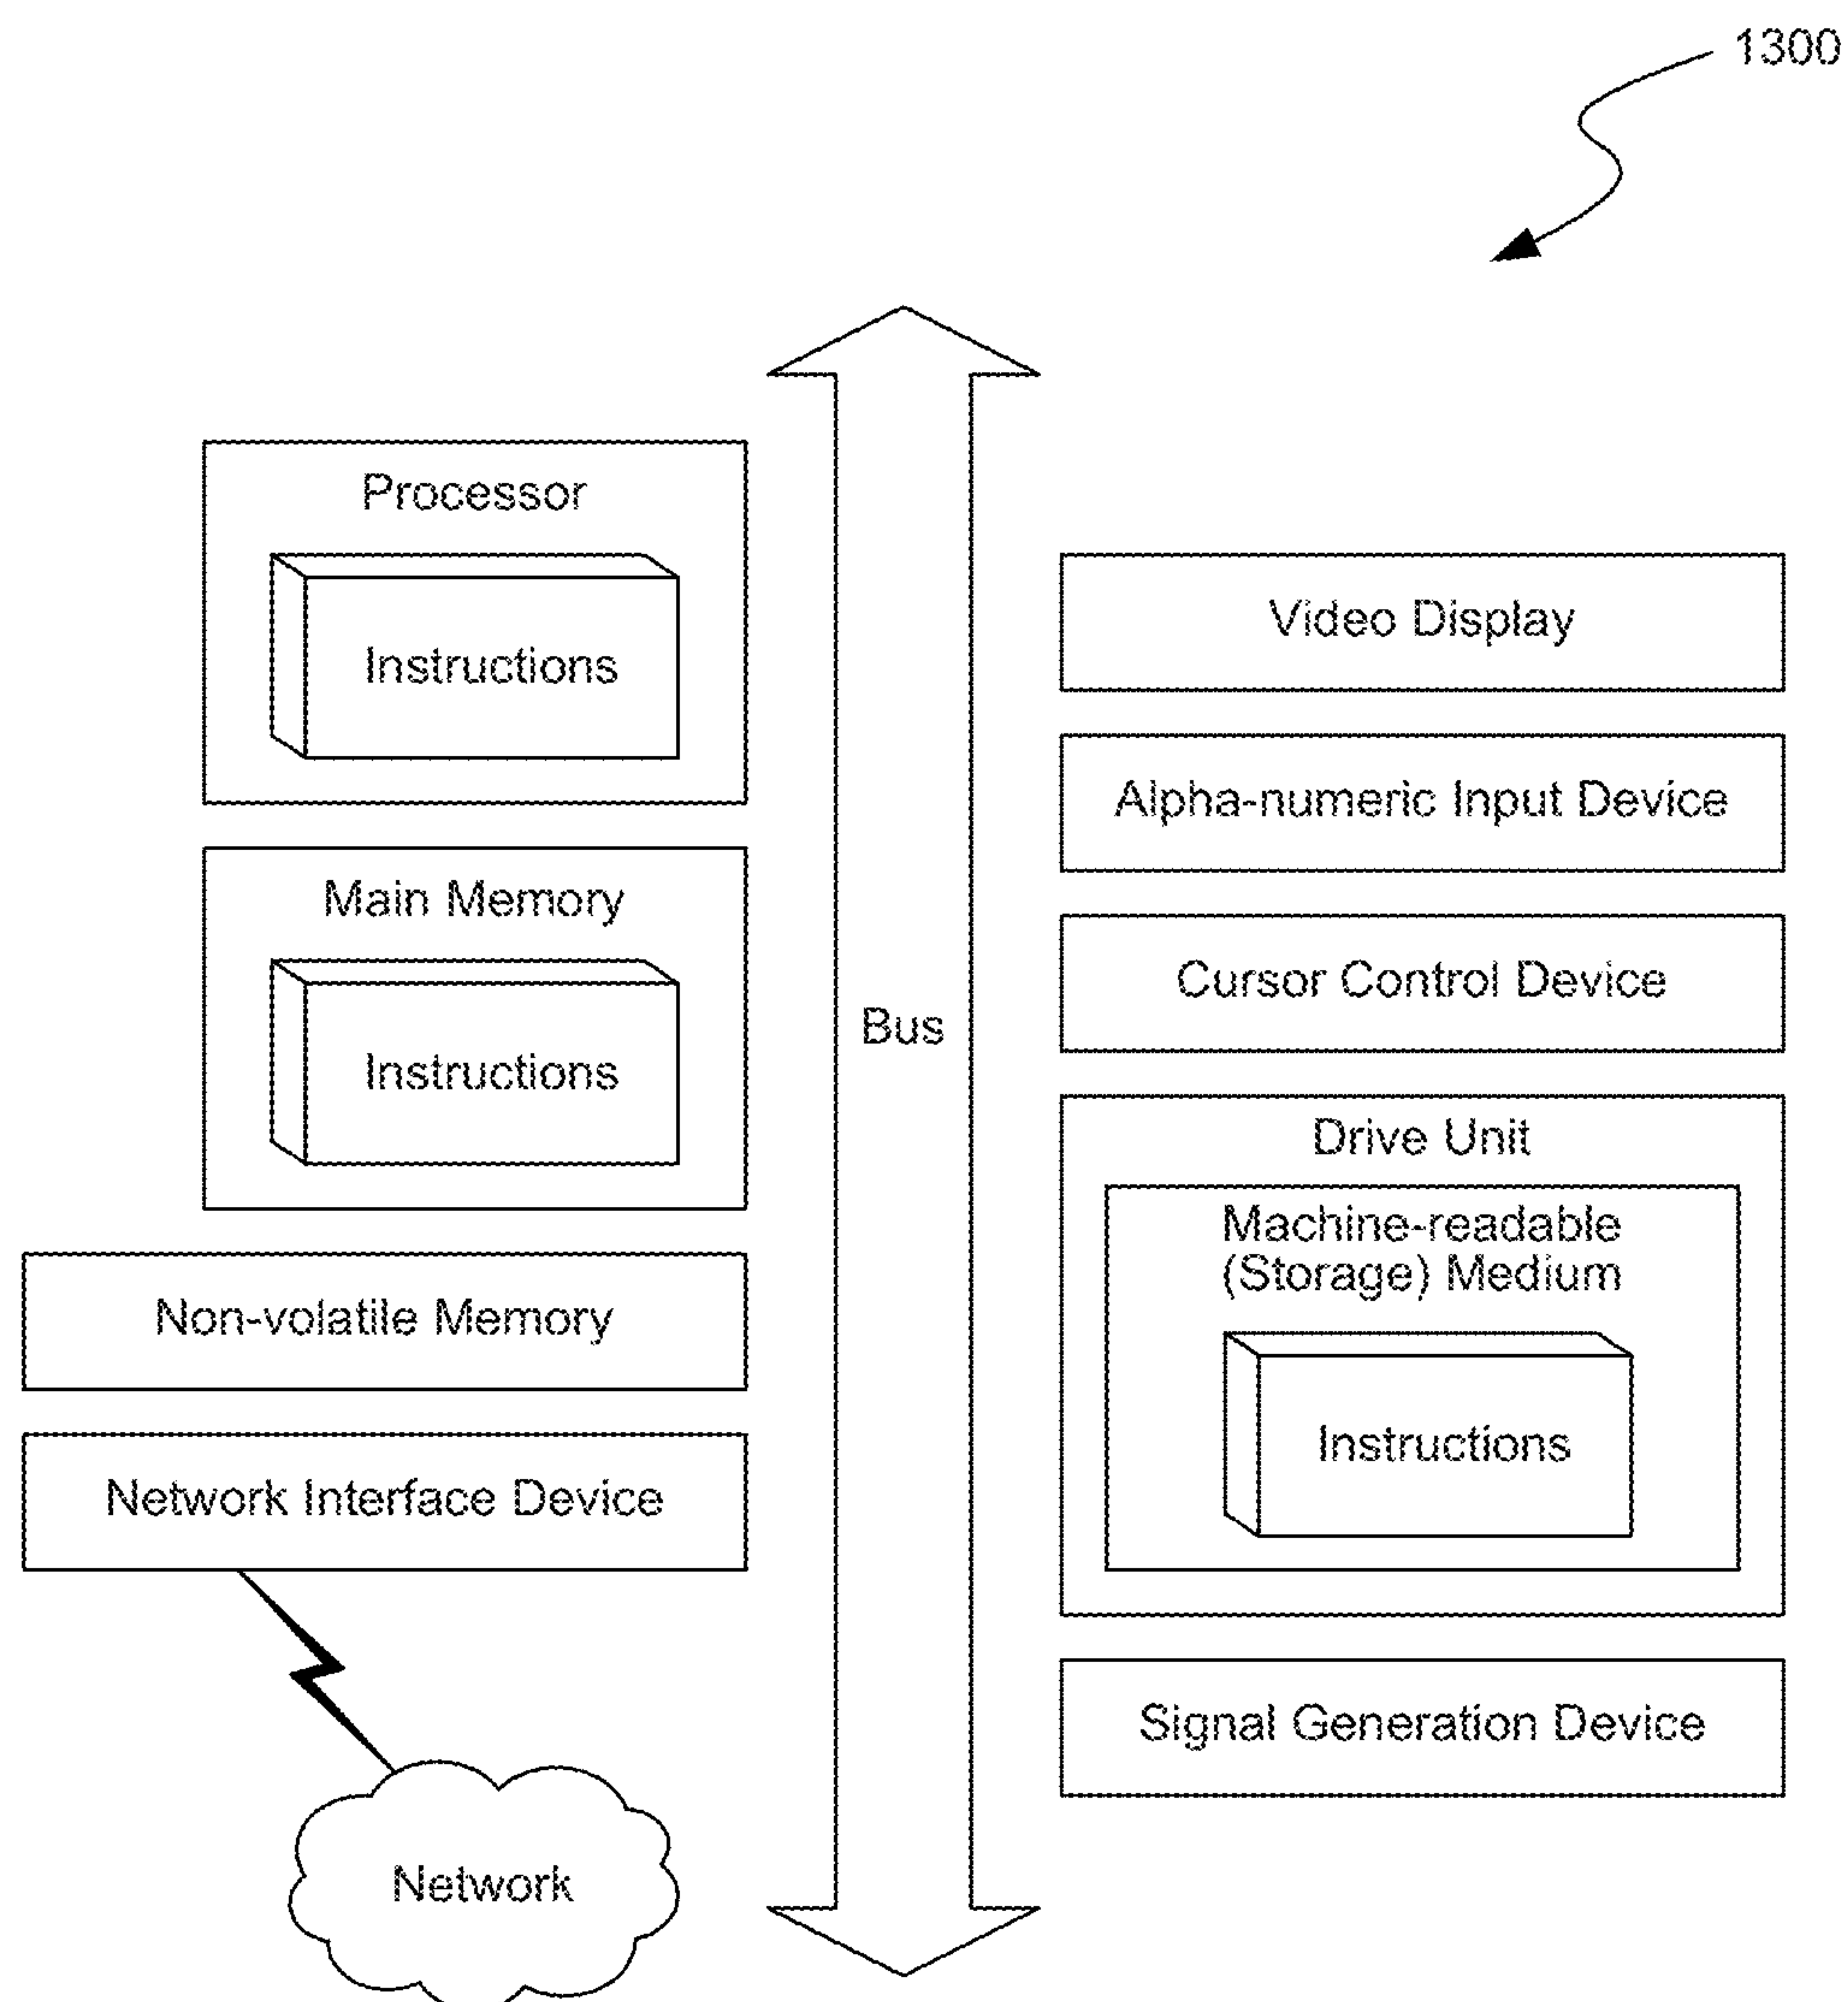 1300
Processor
Instructions
Main Memory
Instructions
Non-volatile Memory
Network Interface Device
Network
Bus
Video Display
Alpha-numeric Input Device
Cursor Control Device
Drive Unit
Machine-readable
(Storage) Medium
Instructions
Signal Generation Device